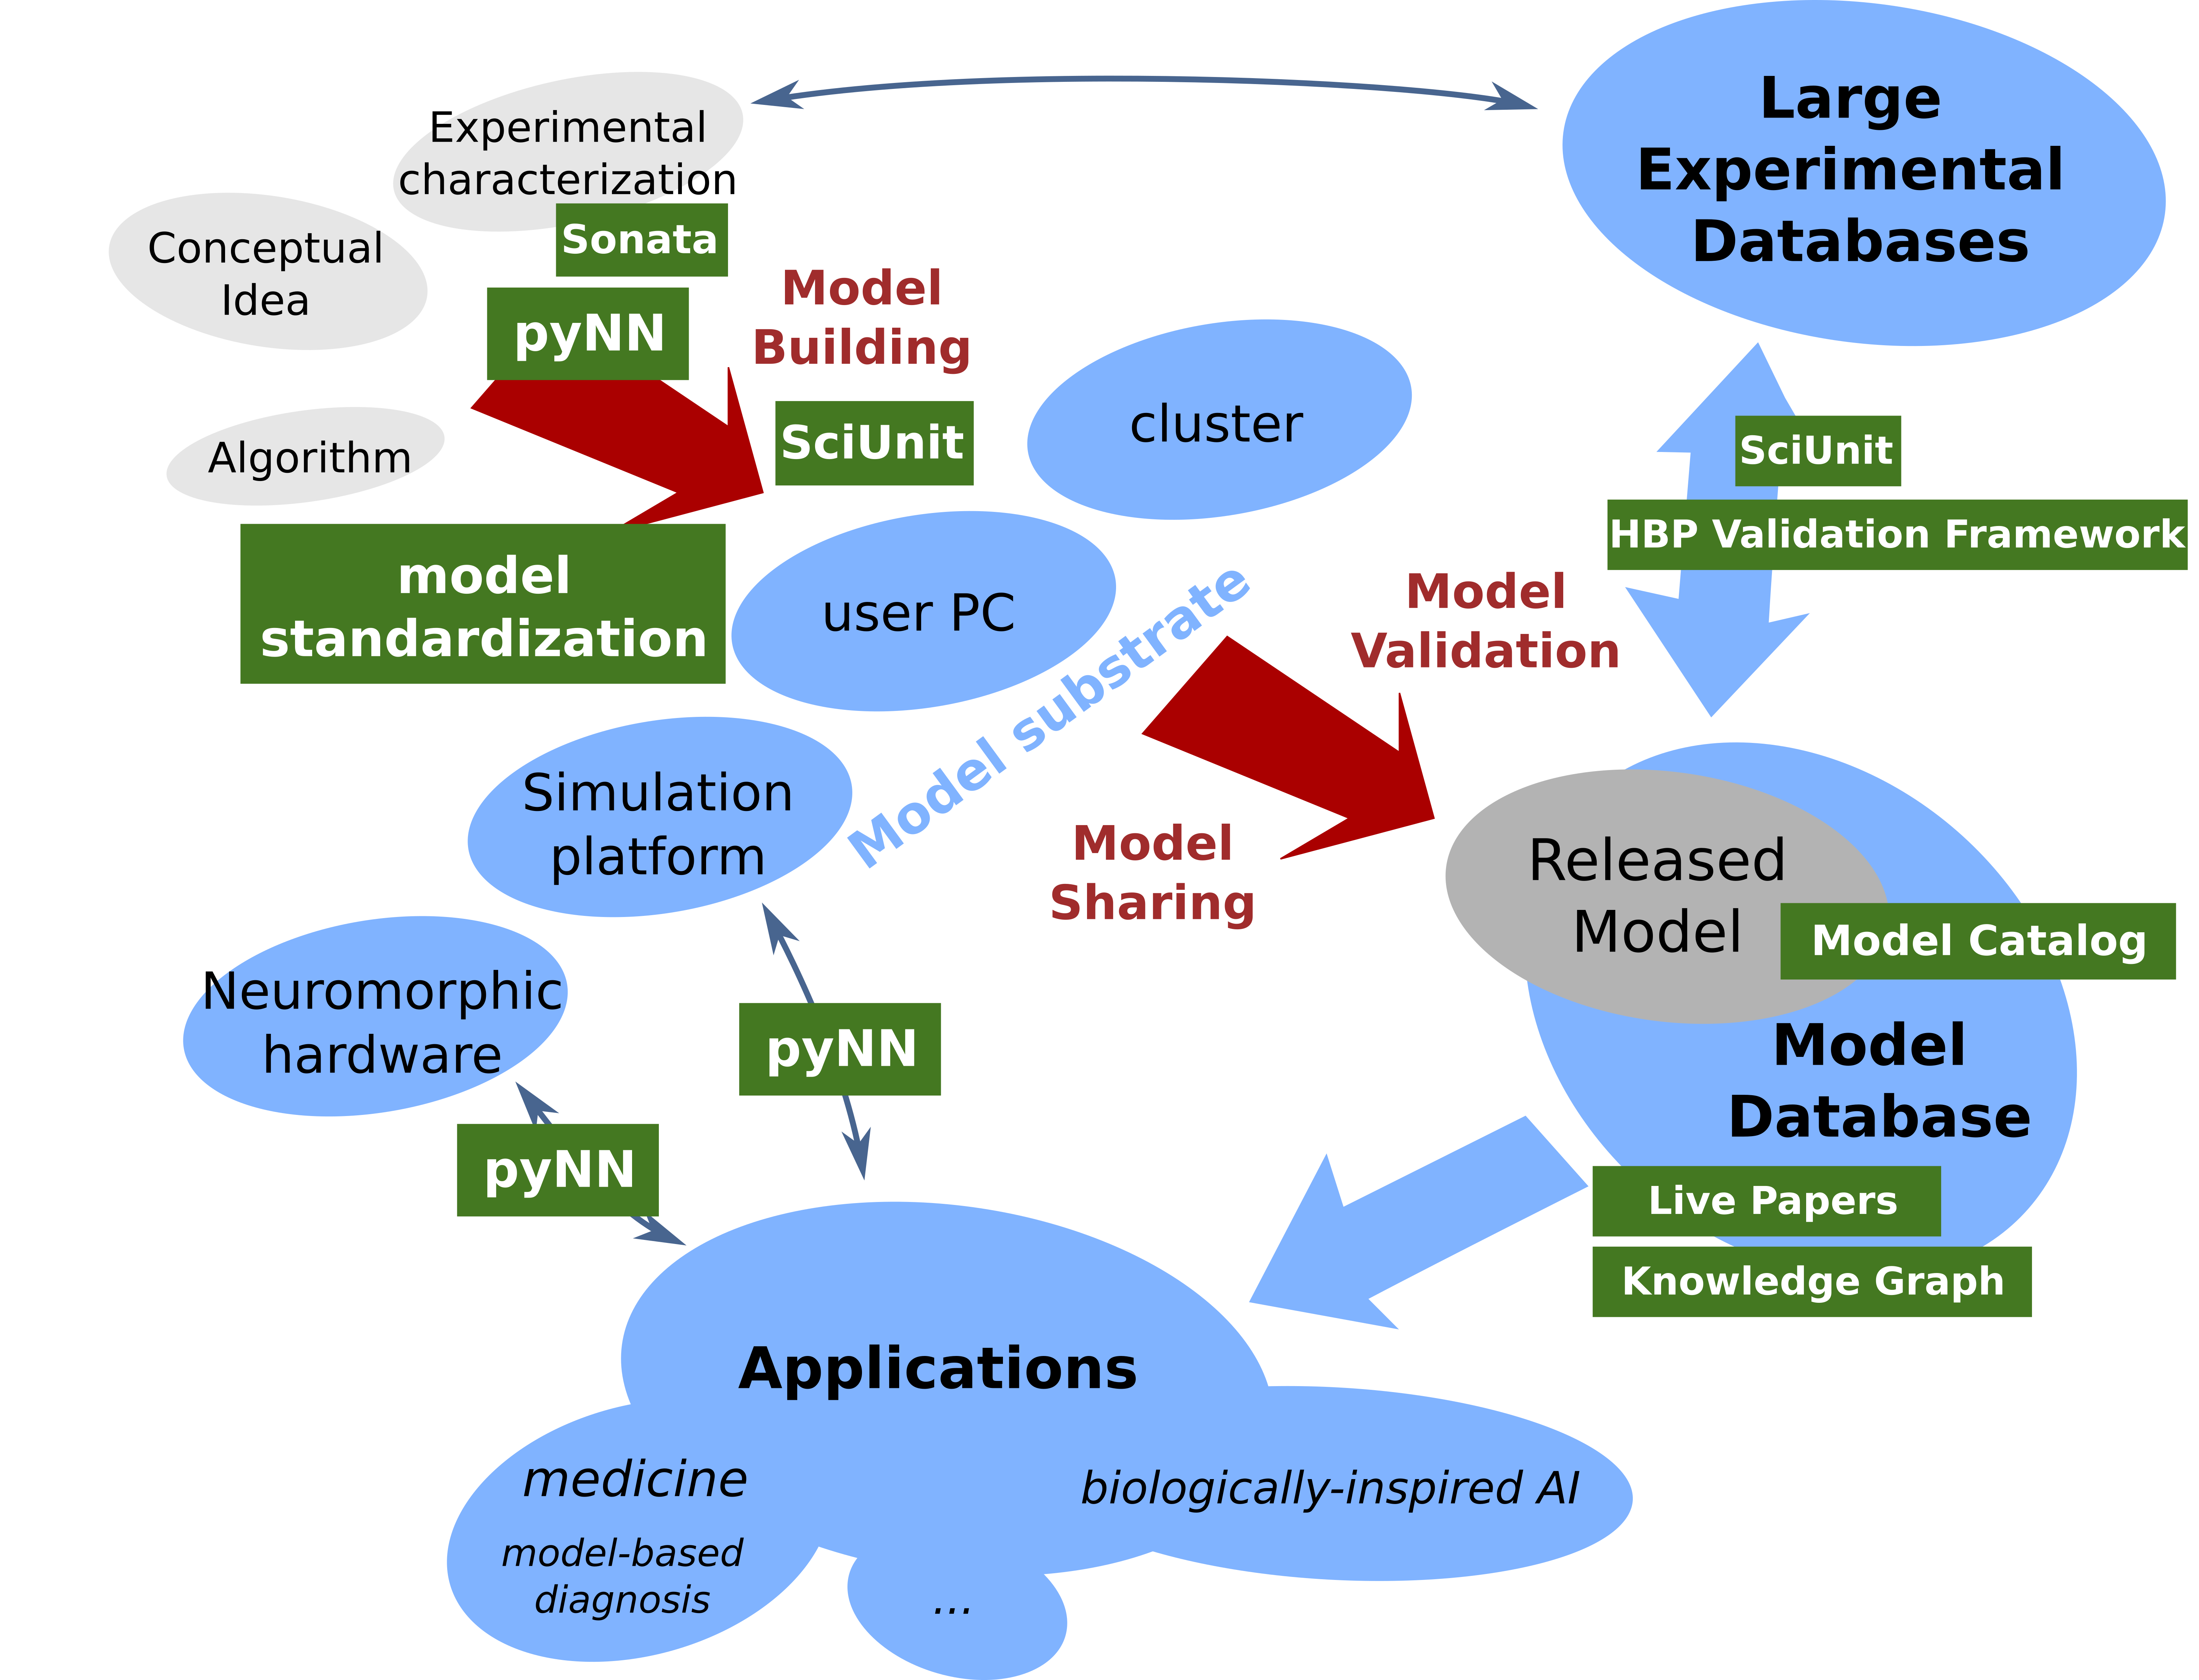 Experimental
characterization
Large
Experimental
Databases
Conceptual
Idea
Sonata
pyNN
Model
Building
SciUnit
cluster
Algorithm
SciUnit
HBP Validation Framework
model
standardization
user PC
Model substrate
Model
Validation
Simulation
platform
Model
Sharing
Released
Model
Model Catalog
Neuromorphic
hardware
pyNN
Model
Database
pyNN
Live Papers
Knowledge Graph
Applications
medicine
model-based
diagnosis
biologically-inspired AI
...